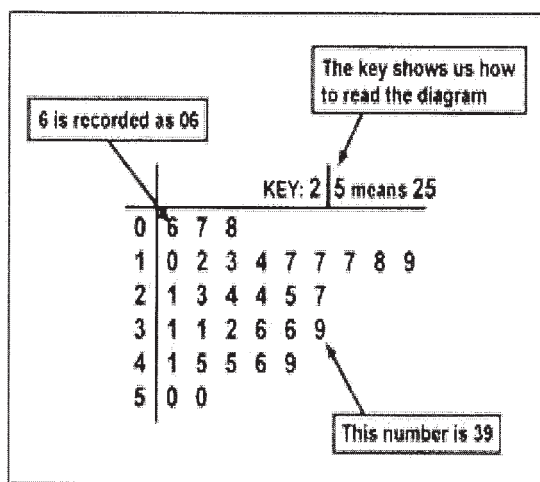 The key shows us how
to read the diagram
6 is recorded as 06
KEY: 2 | 5 means 25
0 6 7 8
1 0 2 3 4 7 7 7 8 9
2 1 3 4 4 5 7
3 1 1 2 6 6 9
4 1 5 5 6 9
5 0 0
This number is 39